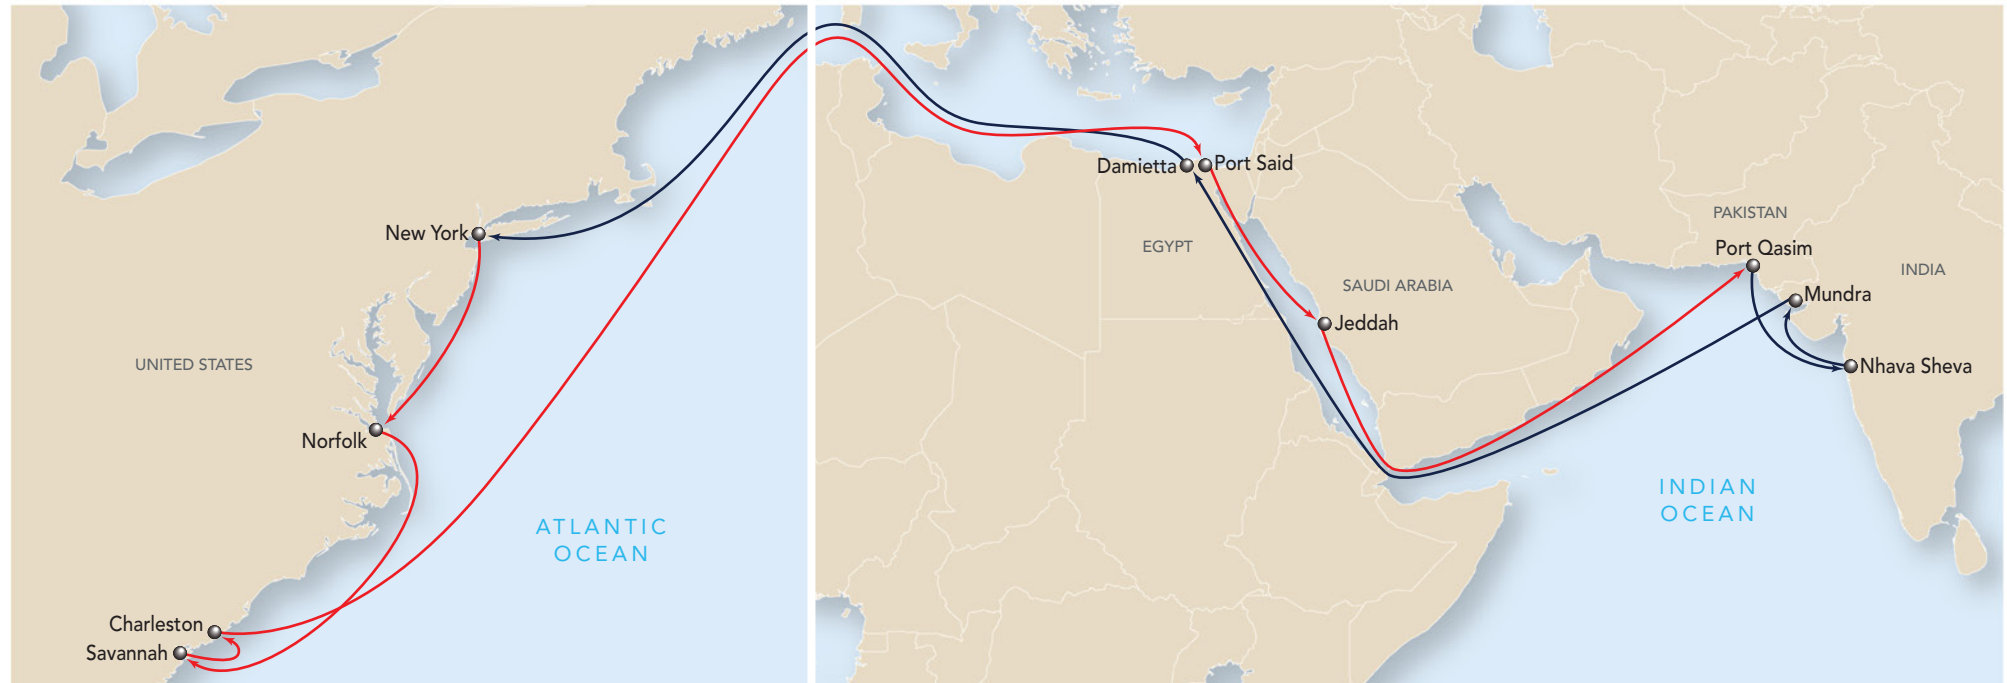 New York
UNITED STATES
Norfolk
ATLANTIC
OCEAN
Charleston
Savannah
Damietta
Port Said
EGYPT
SAUDI ARABIA
Jeddah
PAKISTAN
Port Qasim
INDIA
Mundra
Nhava Sheva
INDIAN
OCEAN